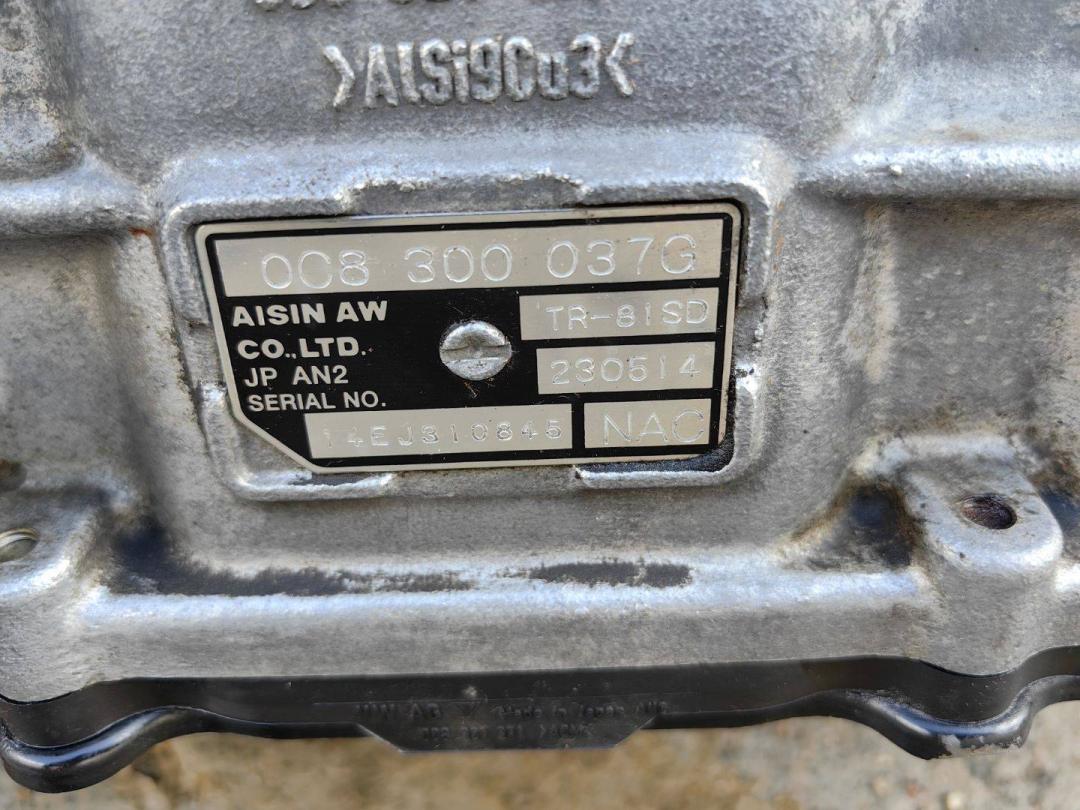 >AlSi9Cu3<
0C8 300 037G
AISIN AW
CO.,LTD.
TR-81SD
JP AN2
230514
SERIAL NO.
14EJ310845
NAC